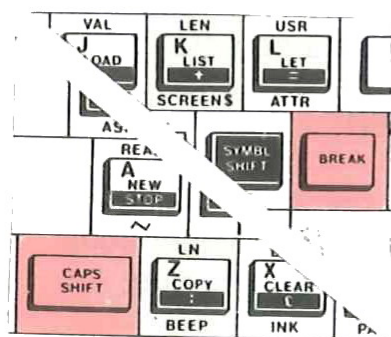 VAL LEN USR
J K L
LOAD LIST LET
+ =
SCREEN$ ATTR
SYMBL
SHIFT
BREAK
A
NEW
STOP
~
LN
CAPS
SHIFT
Z X
COPY CLEAR
: £
BEEP INK